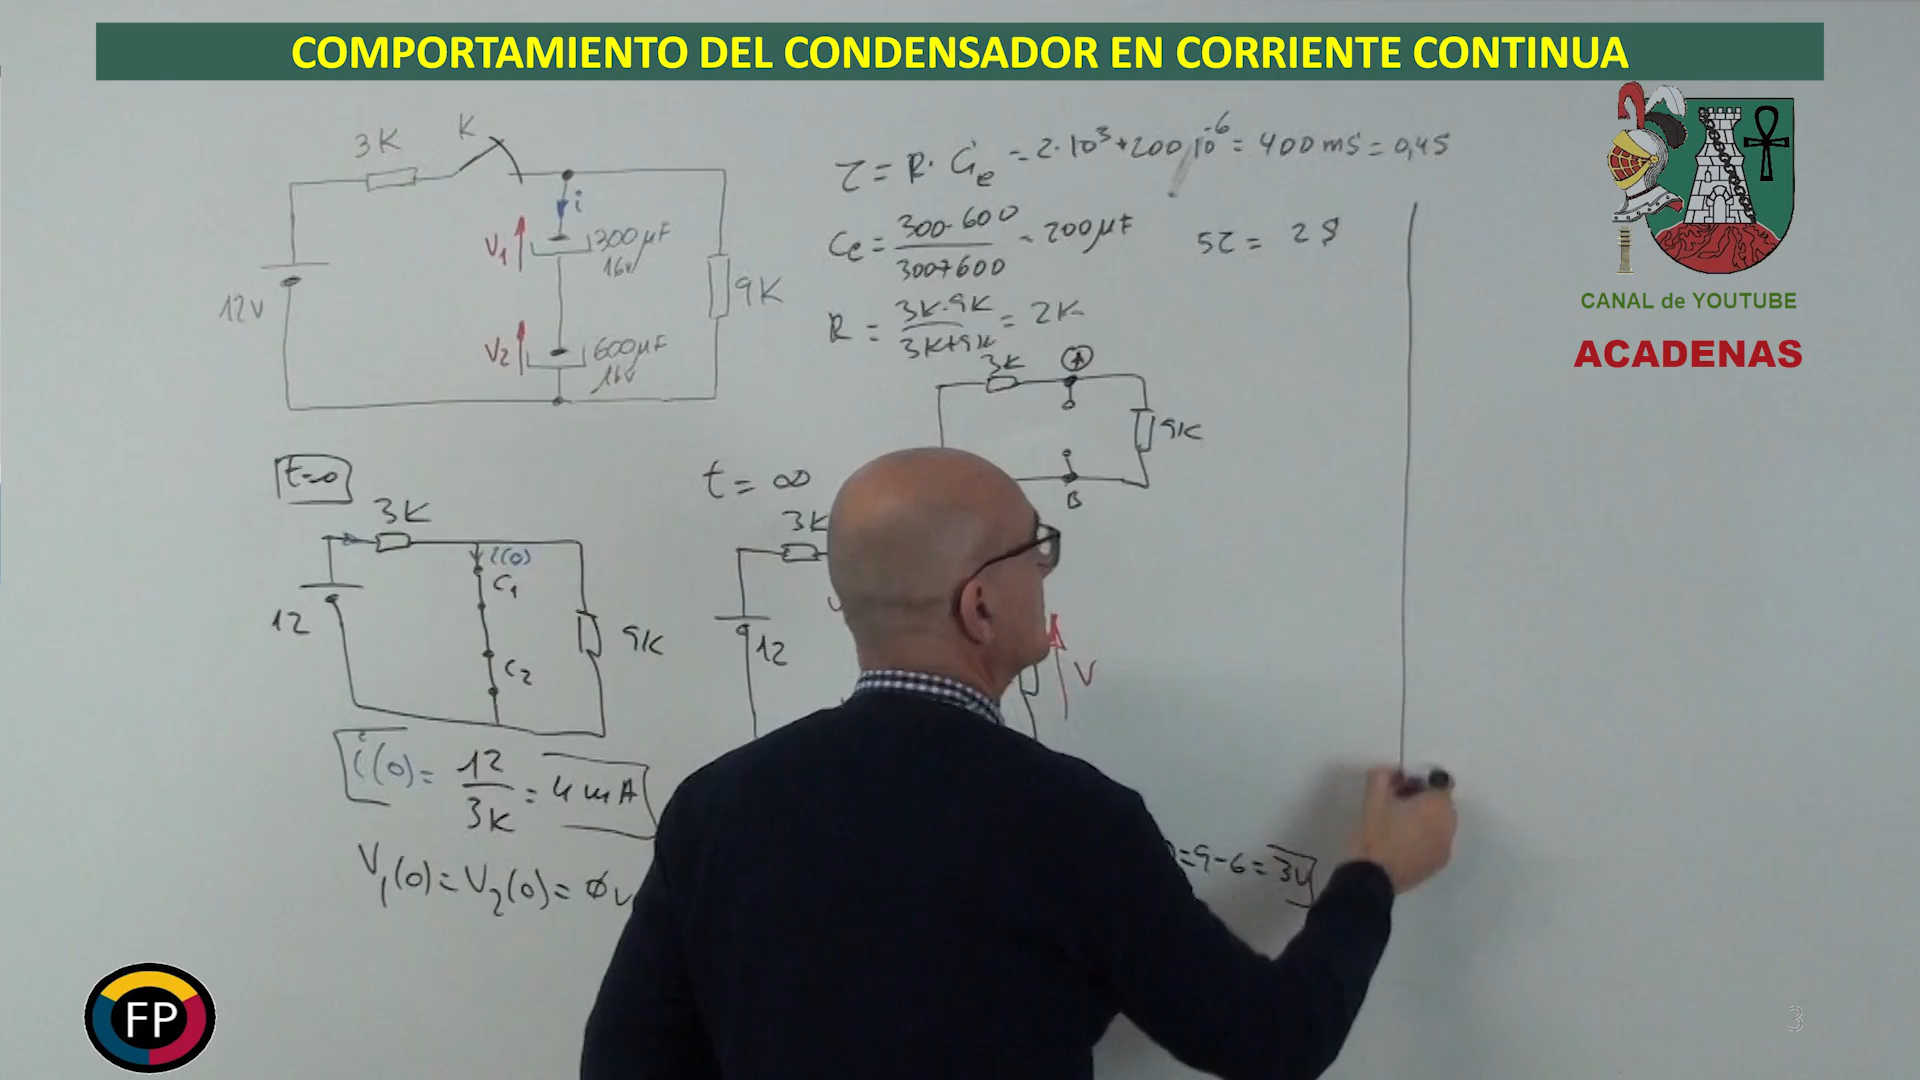 COMPORTAMIENTO DEL CONDENSADOR EN CORRIENTE CONTINUA
3K
K
i
V1
300µF
16V
12V
9K
V2
600µF
16V
τ = R · Ce = 2·10³ * 200·10⁻⁶ = 400 ms = 0,4S
Ce = 300·600 / 300+600 = 200µF
5τ = 2 S
R = 3K·9K / 3K+9K = 2K
3K
A
9K
B
CANAL de YOUTUBE
ACADENAS
t=0
3K
i(0)
C1
12
C2
9K
i(0) = 12 / 3K = 4 mA
V1(0) = V2(0) = 0 V
t = ∞
3K
12
V
=9-6=3V
FP
3